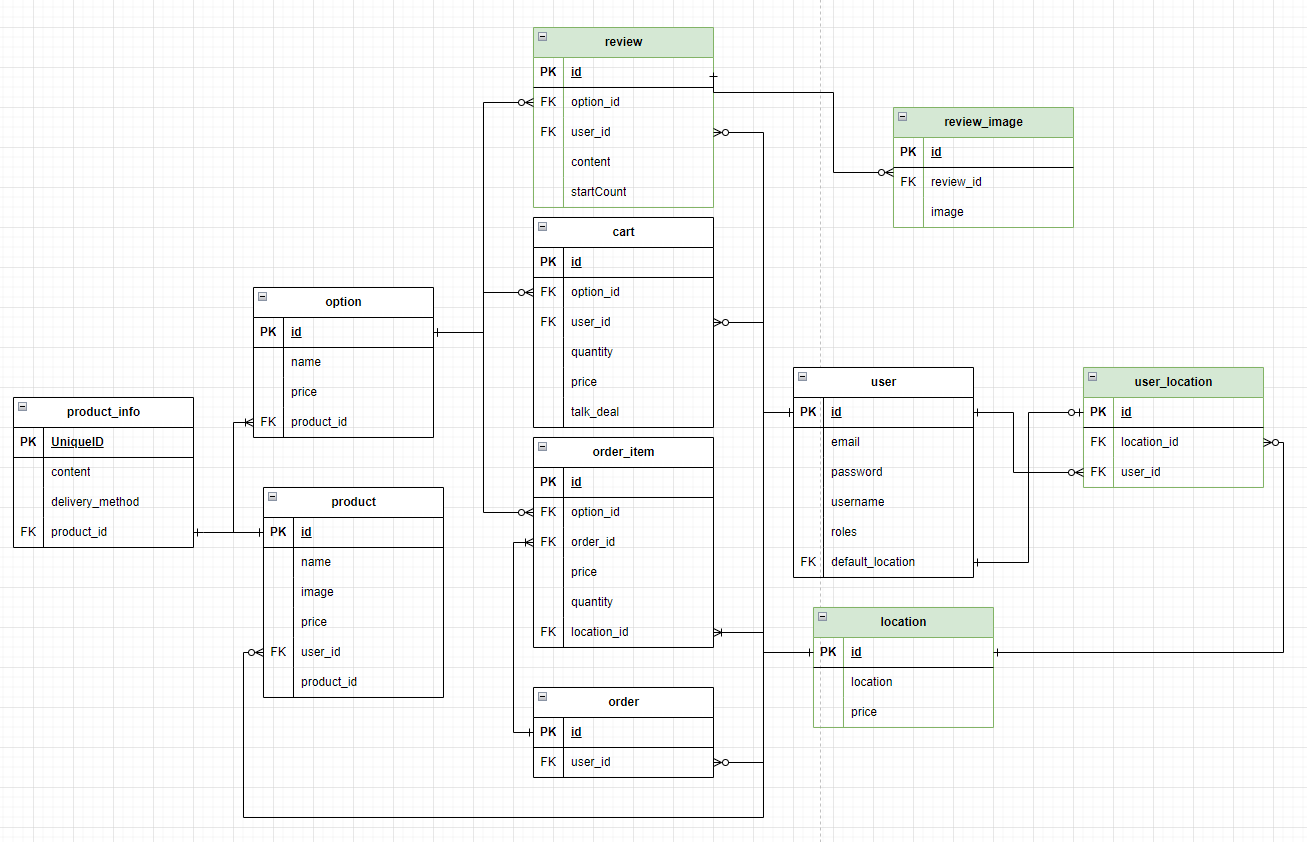 review
PK id
FK option_id
FK user_id
content
startCount
review_image
PK id
FK review_id
image
cart
PK id
FK option_id
FK user_id
quantity
price
talk_deal
option
PK id
name
price
FK product_id
product_info
PK UniqueID
content
delivery_method
FK product_id
product
PK id
name
image
price
FK user_id
product_id
order_item
PK id
FK option_id
FK order_id
price
quantity
FK location_id
order
PK id
FK user_id
user
PK id
email
password
username
roles
FK default_location
user_location
PK id
FK location_id
FK user_id
location
PK id
location
price